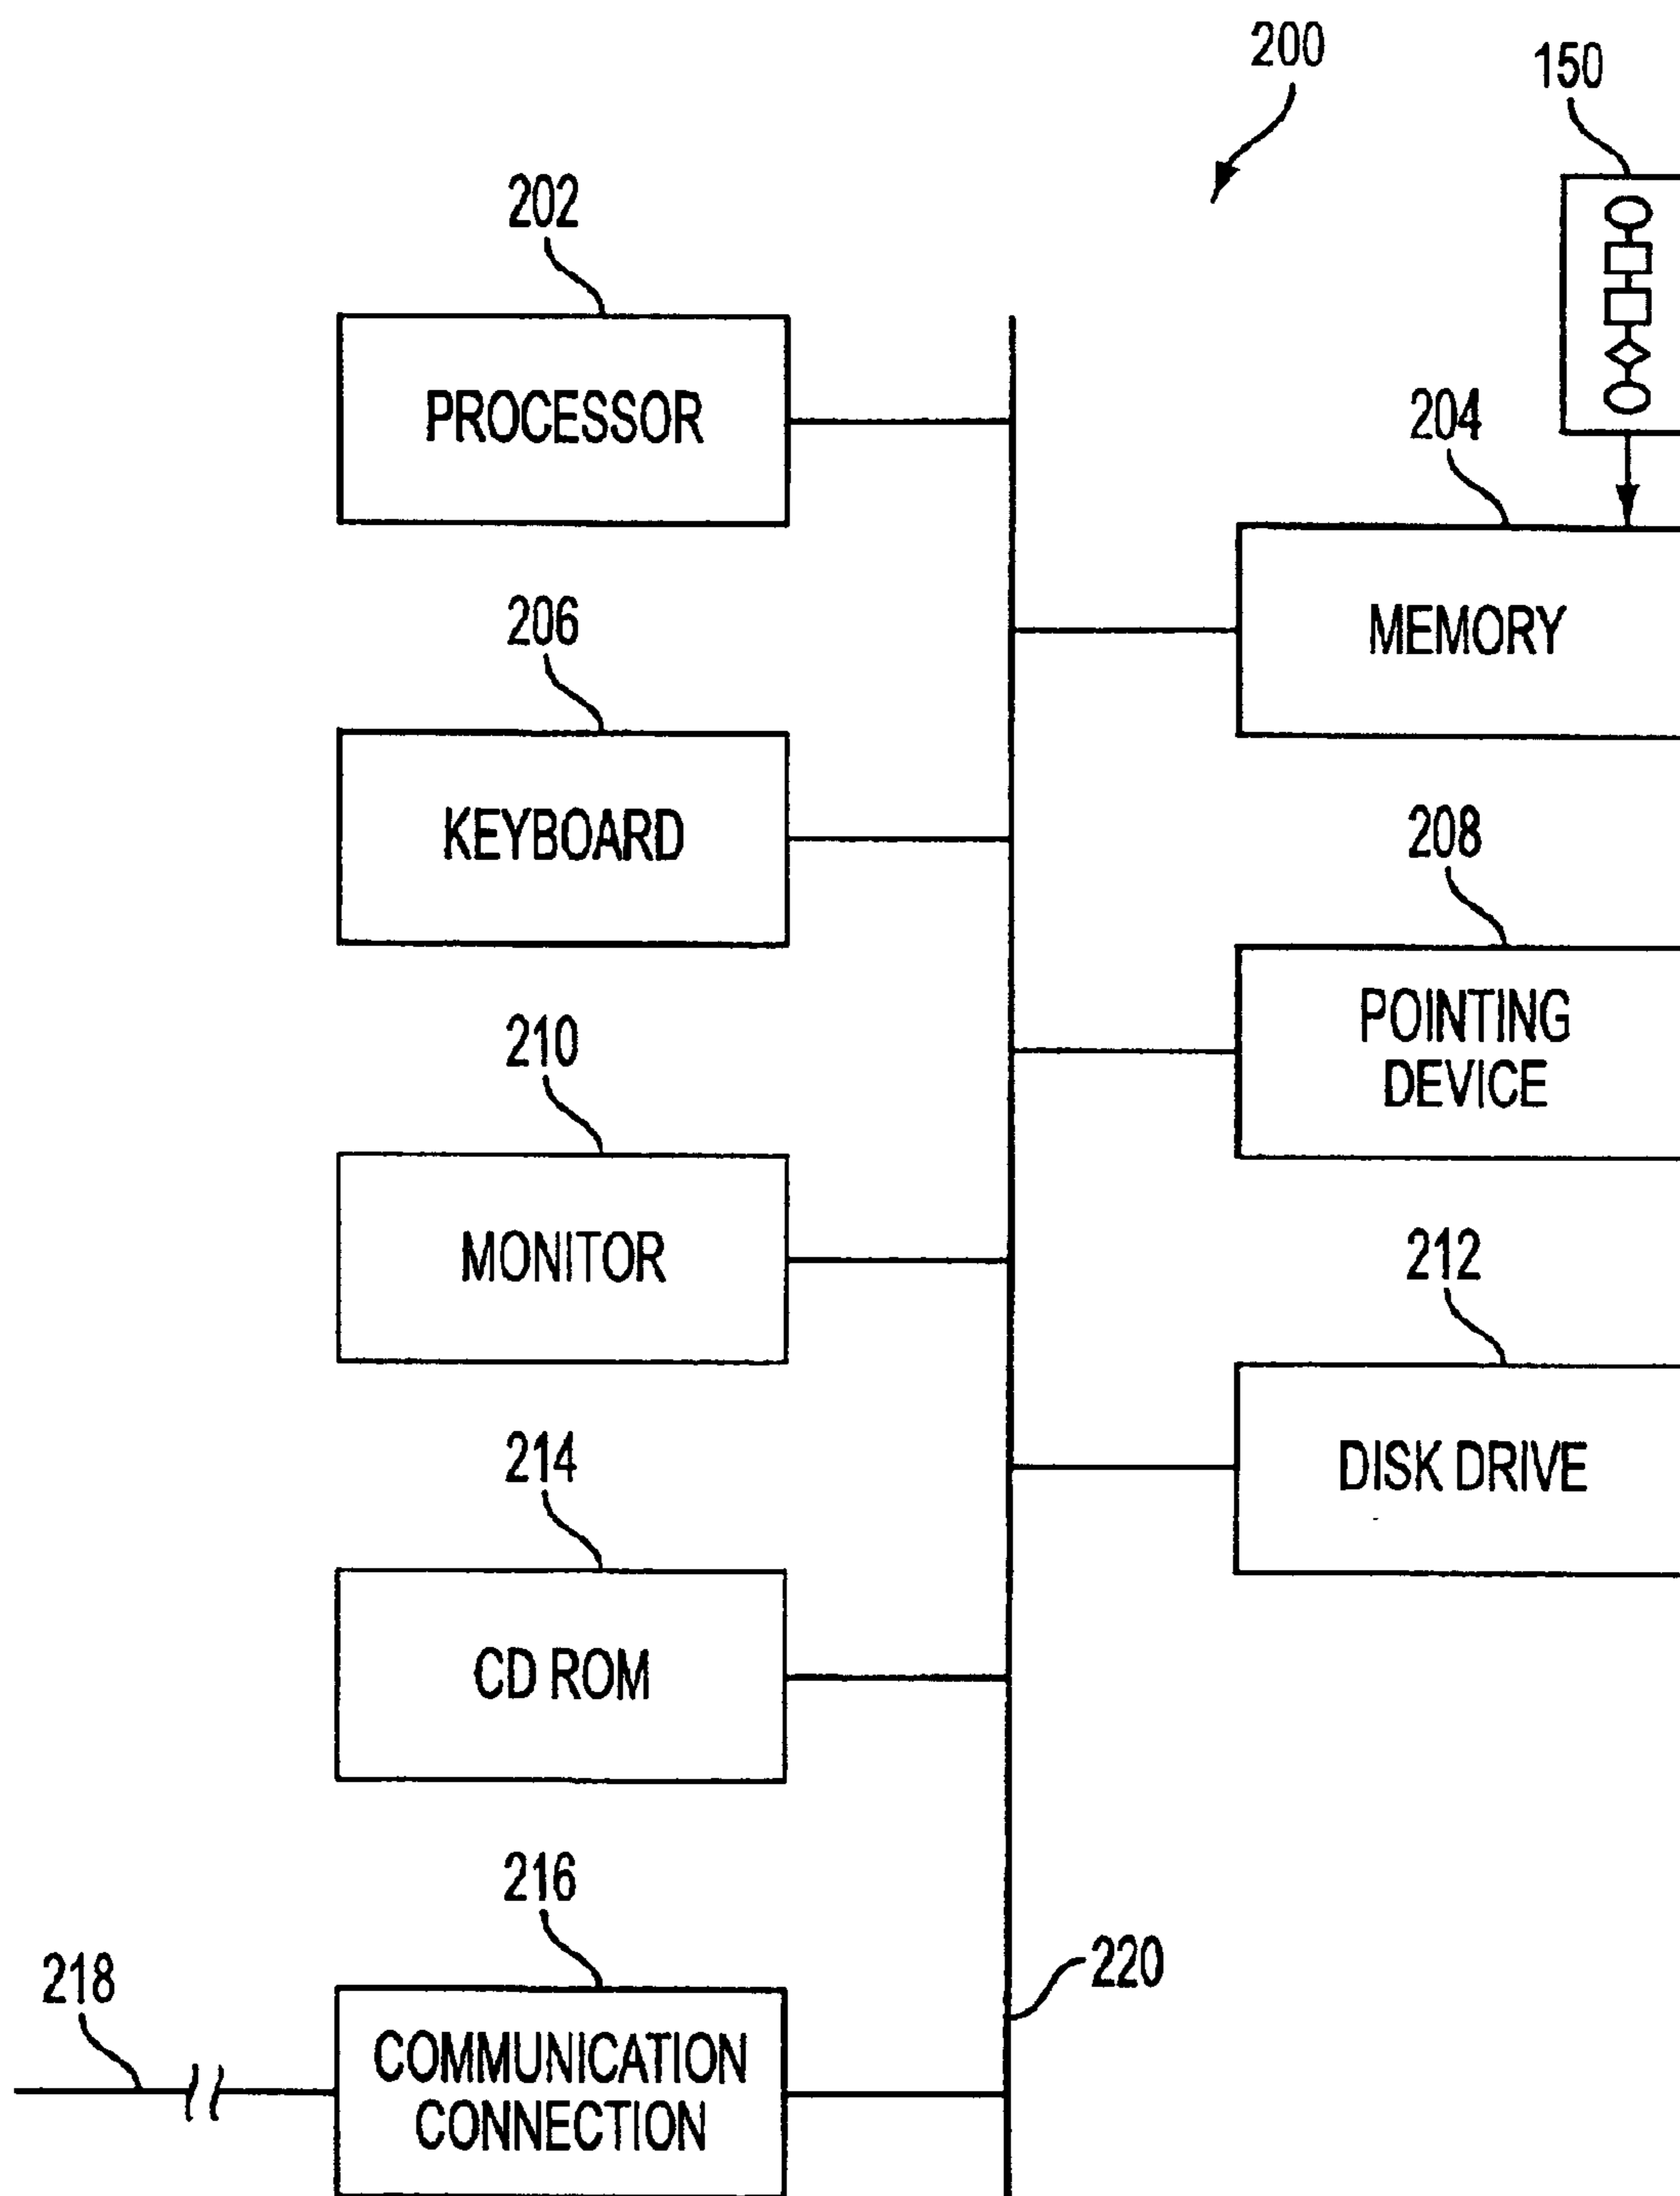 200
150
202
PROCESSOR
204
MEMORY
206
KEYBOARD
208
POINTING
DEVICE
210
MONITOR
212
DISK DRIVE
214
CD ROM
216
220
218
COMMUNICATION
CONNECTION